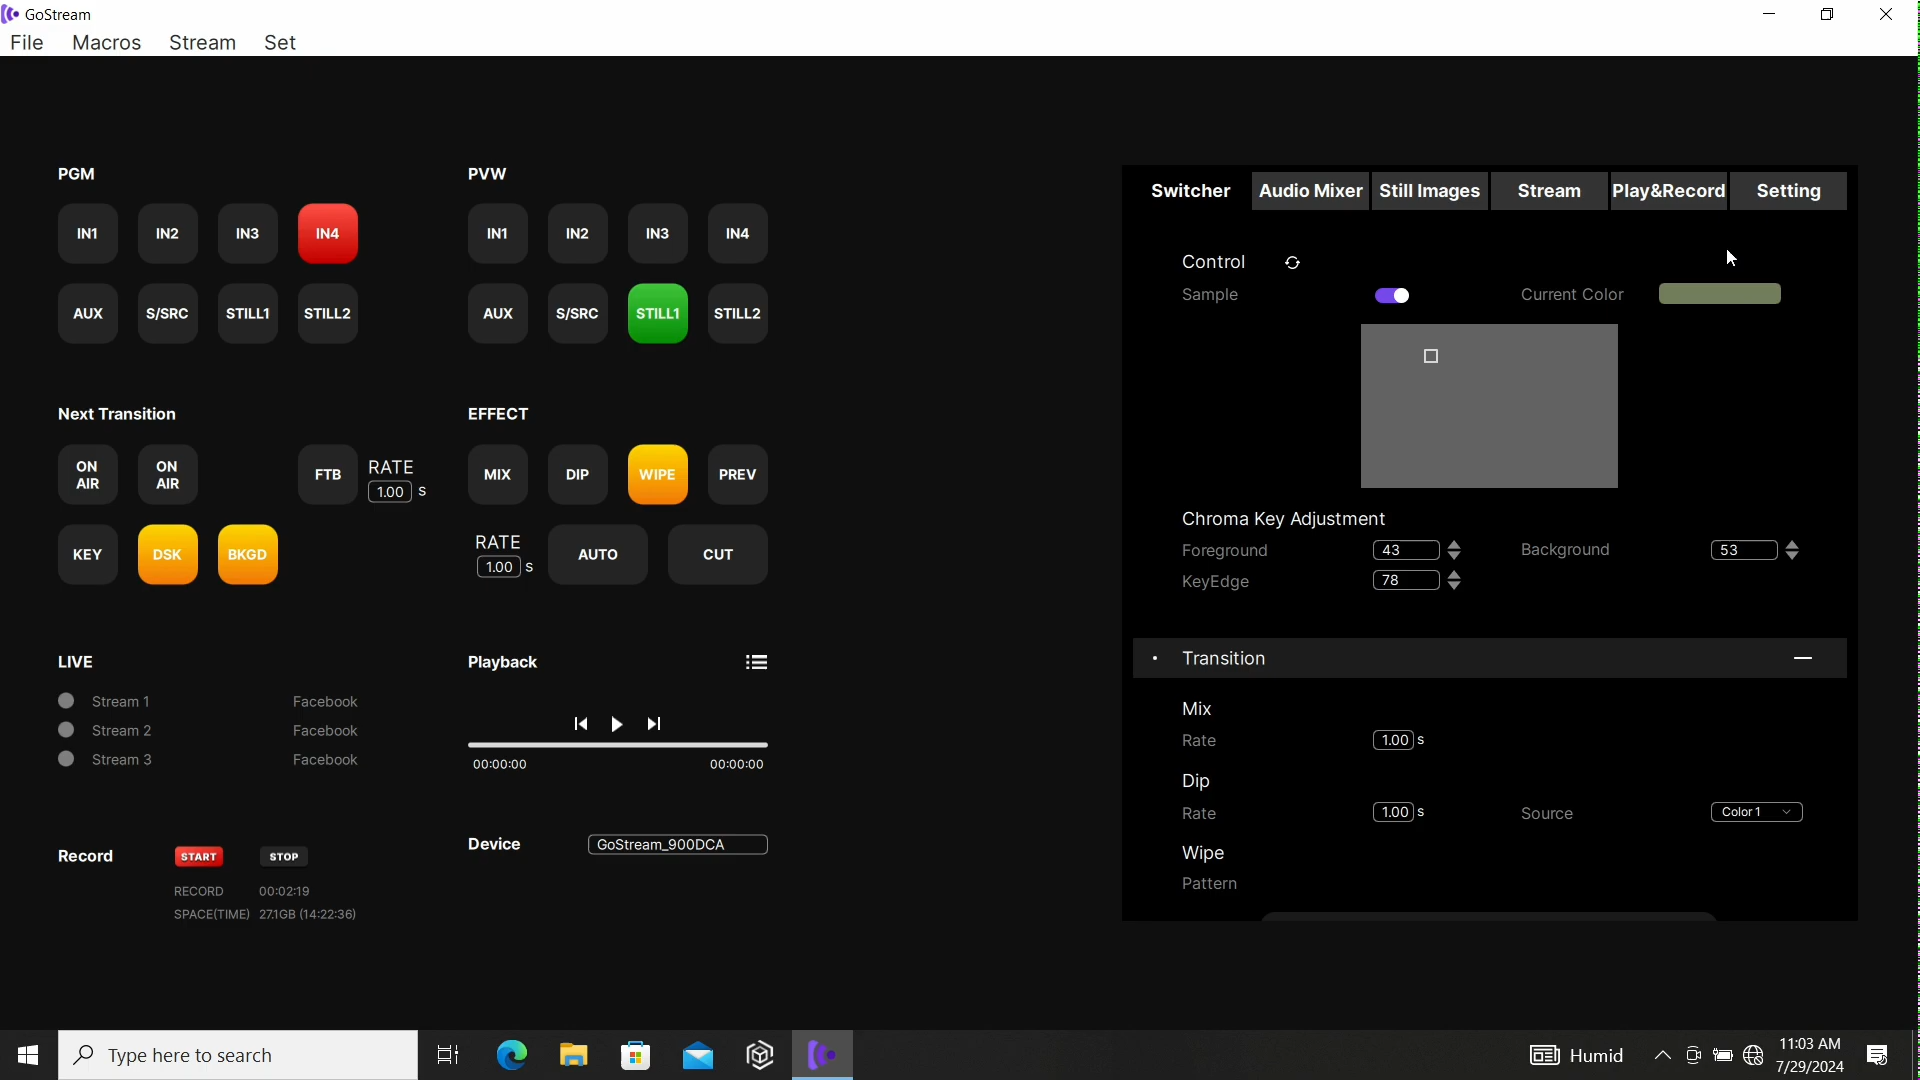 GoStream
File Macros Stream Set
PGM
IN1 IN2 IN3 IN4
AUX S/SRC STILL1 STILL2
PVW
IN1 IN2 IN3 IN4
AUX S/SRC STILL1 STILL2
Next Transition
ON AIR ON AIR FTB RATE 1.00 s
KEY DSK BKGD
EFFECT
MIX DIP WIPE PREV
RATE 1.00 s AUTO CUT
LIVE
Stream 1 Facebook
Stream 2 Facebook
Stream 3 Facebook
Playback
00:00:00 00:00:00
Record START STOP
RECORD 00:02:19
SPACE(TIME) 27.1GB (14:22:36)
Device GoStream_900DCA
Switcher Audio Mixer Still Images Stream Play&Record Setting
Control
Sample Current Color
Chroma Key Adjustment
Foreground 43 Background 53
KeyEdge 78
Transition
Mix
Rate 1.00 s
Dip
Rate 1.00 s Source Color 1
Wipe
Pattern
Type here to search
Humid
11:03 AM
7/29/2024